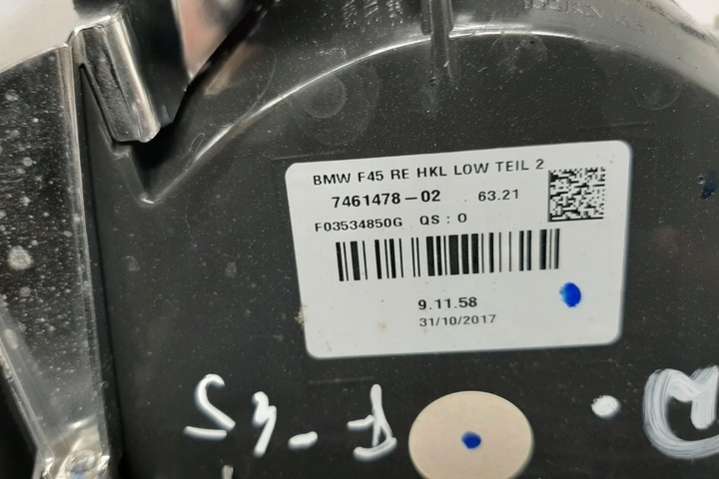 BMW F45 RE HKL LOW TEIL 2
7461478-02 63.21
F03534850G QS : 0
9.11.58
31/10/2017
F-45